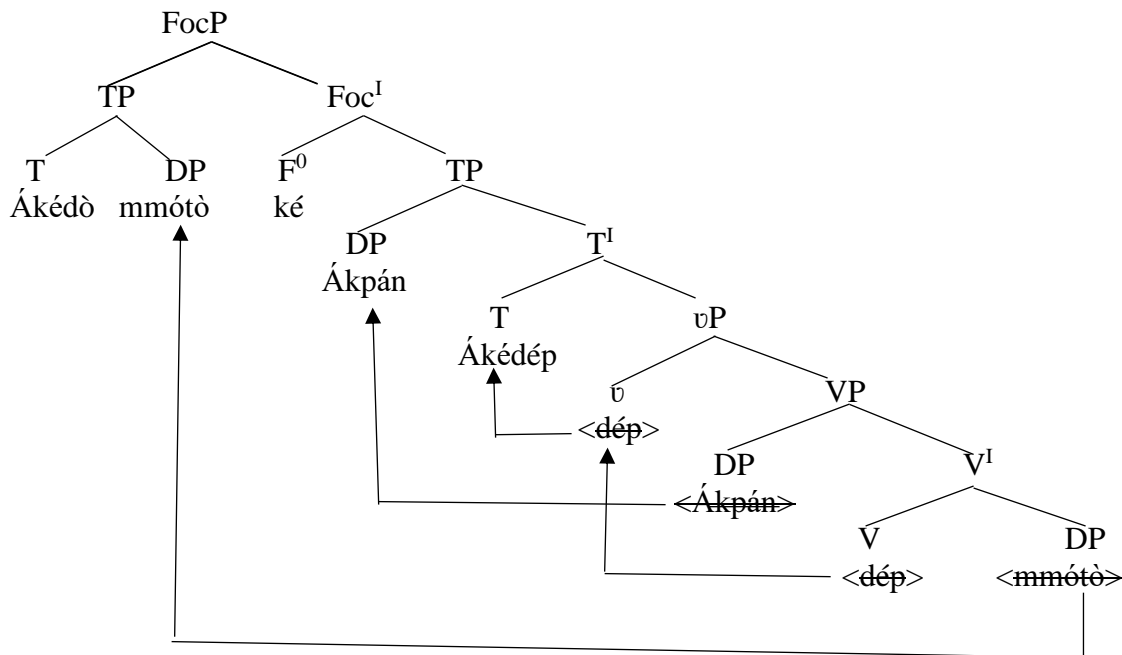 FocP
TP Foc^I
T DP F^0 TP
Ákédò mmótò ké
DP T^I
Ákpán
T ʋP
Ákédép
ʋ VP
<dép>
DP V^I
<Ákpán>
V DP
<dép> <mmótò>